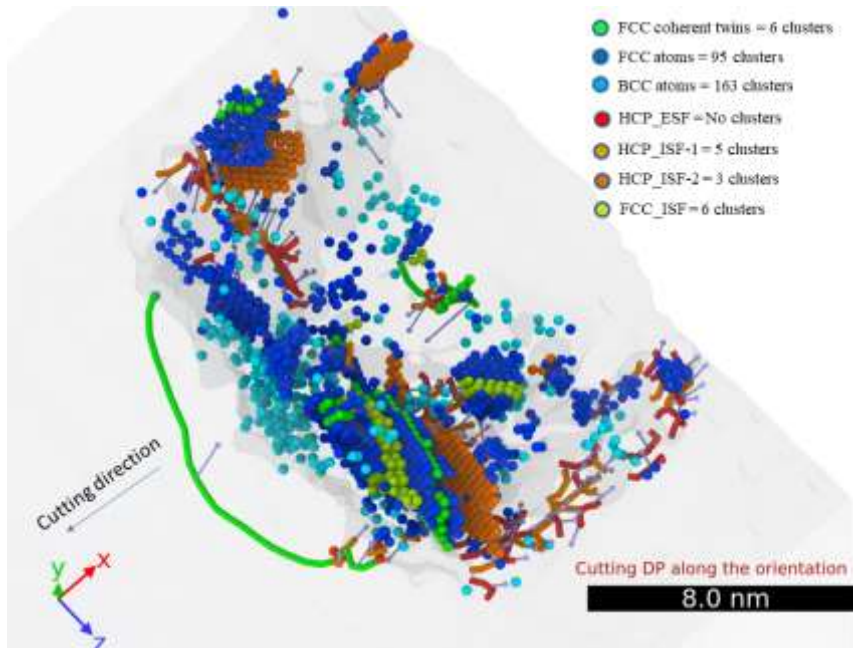 FCC coherent twins = 6 clusters
FCC atoms = 95 clusters
BCC atoms = 163 clusters
HCP_ESF = No clusters
HCP_ISF-1 = 5 clusters
HCP_ISF-2 = 3 clusters
FCC_ISF = 6 clusters
Cutting direction
y
x
z
Cutting DP along the orientation
8.0 nm